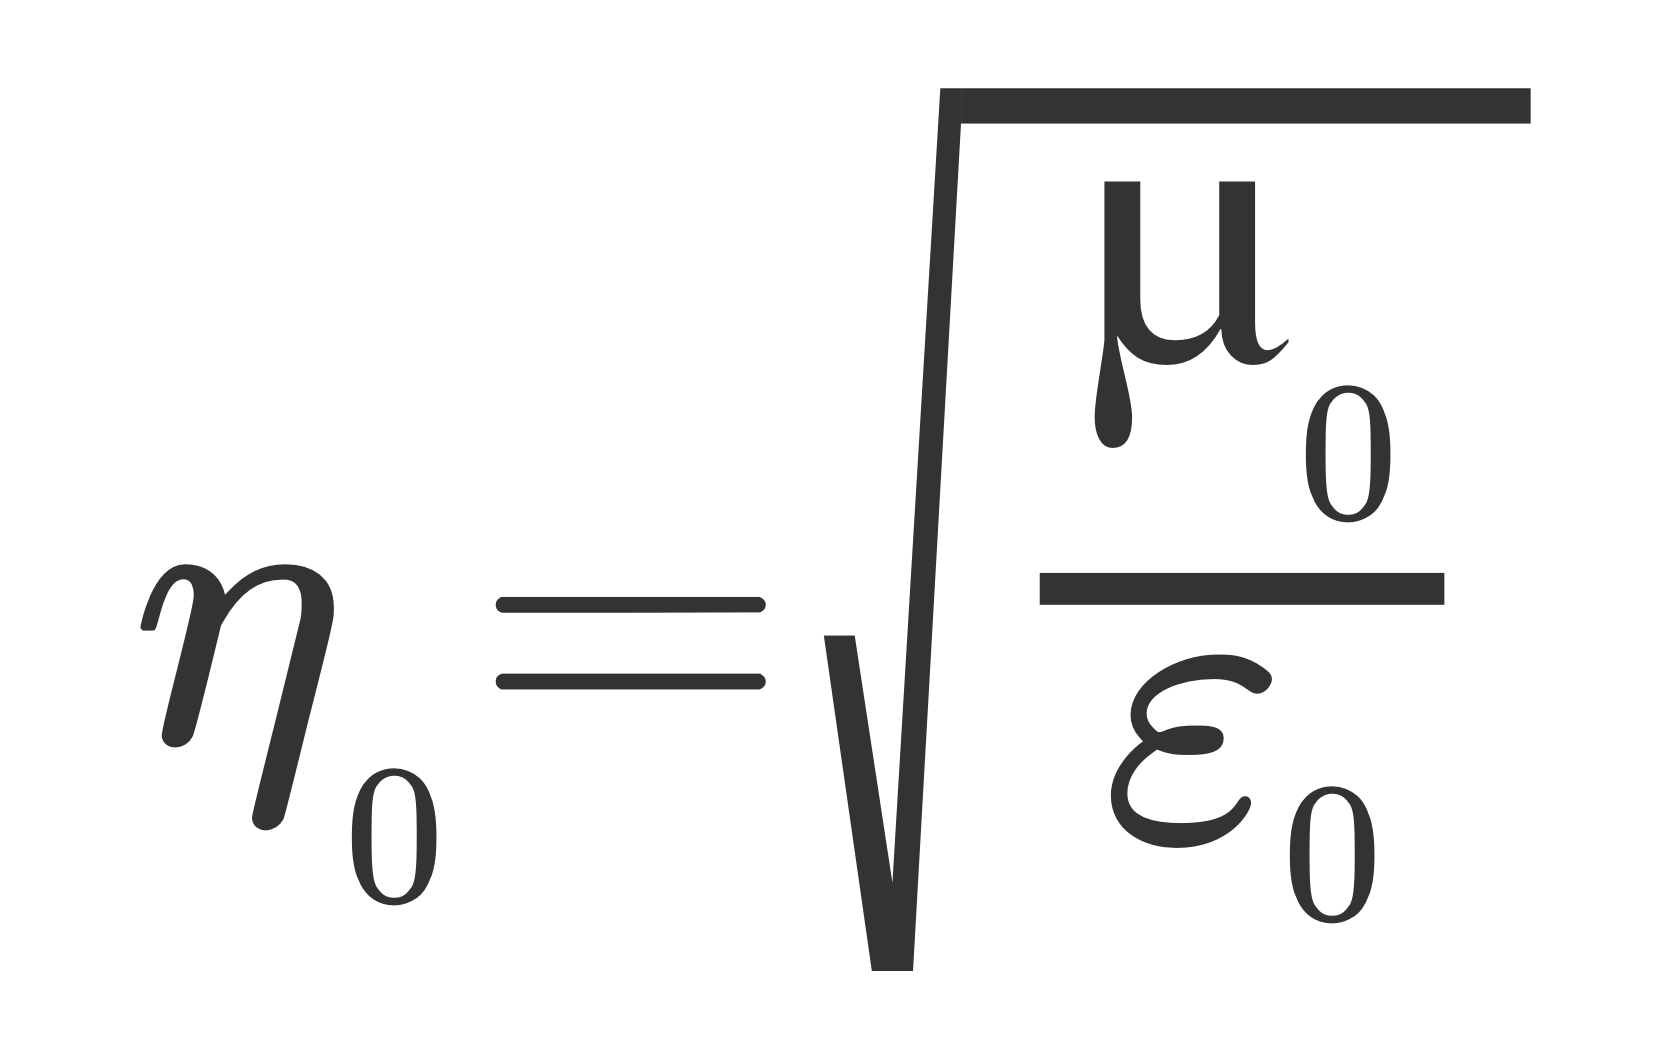 η₀ = √(μ₀/ε₀)